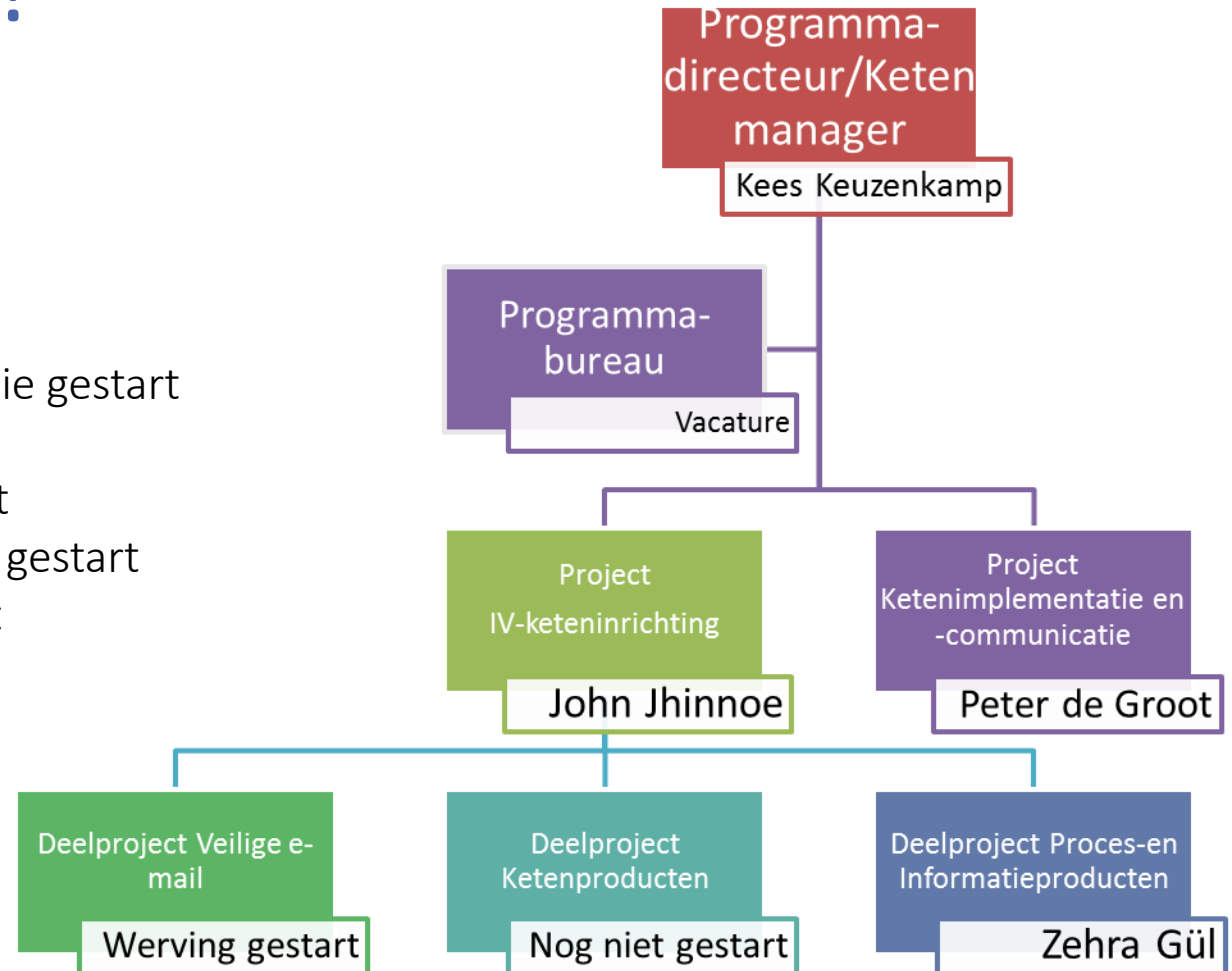 :
Programma-
directeur/Keten
manager
Kees Keuzenkamp
Programma-
bureau
Vacature
ie gestart
t
gestart
t
Project
IV-keteninrichting
John Jhinnoe
Project
Ketenimplementatie en
-communicatie
Peter de Groot
Deelproject Veilige e-
mail
Werving gestart
Deelproject
Ketenproducten
Nog niet gestart
Deelproject Proces-en
Informatieproducten
Zehra Gül